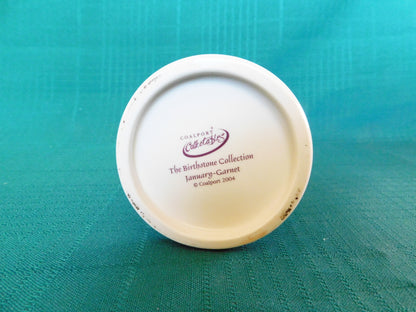 COALPORT
Collectables
The Birthstone Collection
January-Garnet
© Coalport 2004